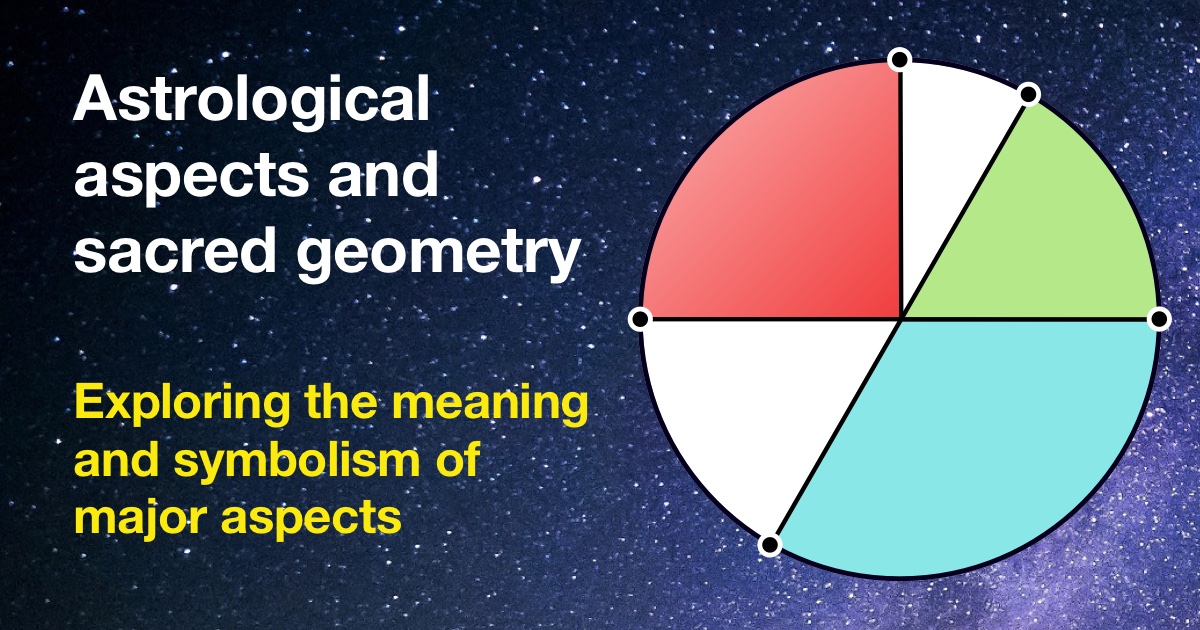 Astrological
aspects and
sacred geometry
Exploring the meaning
and symbolism of
major aspects